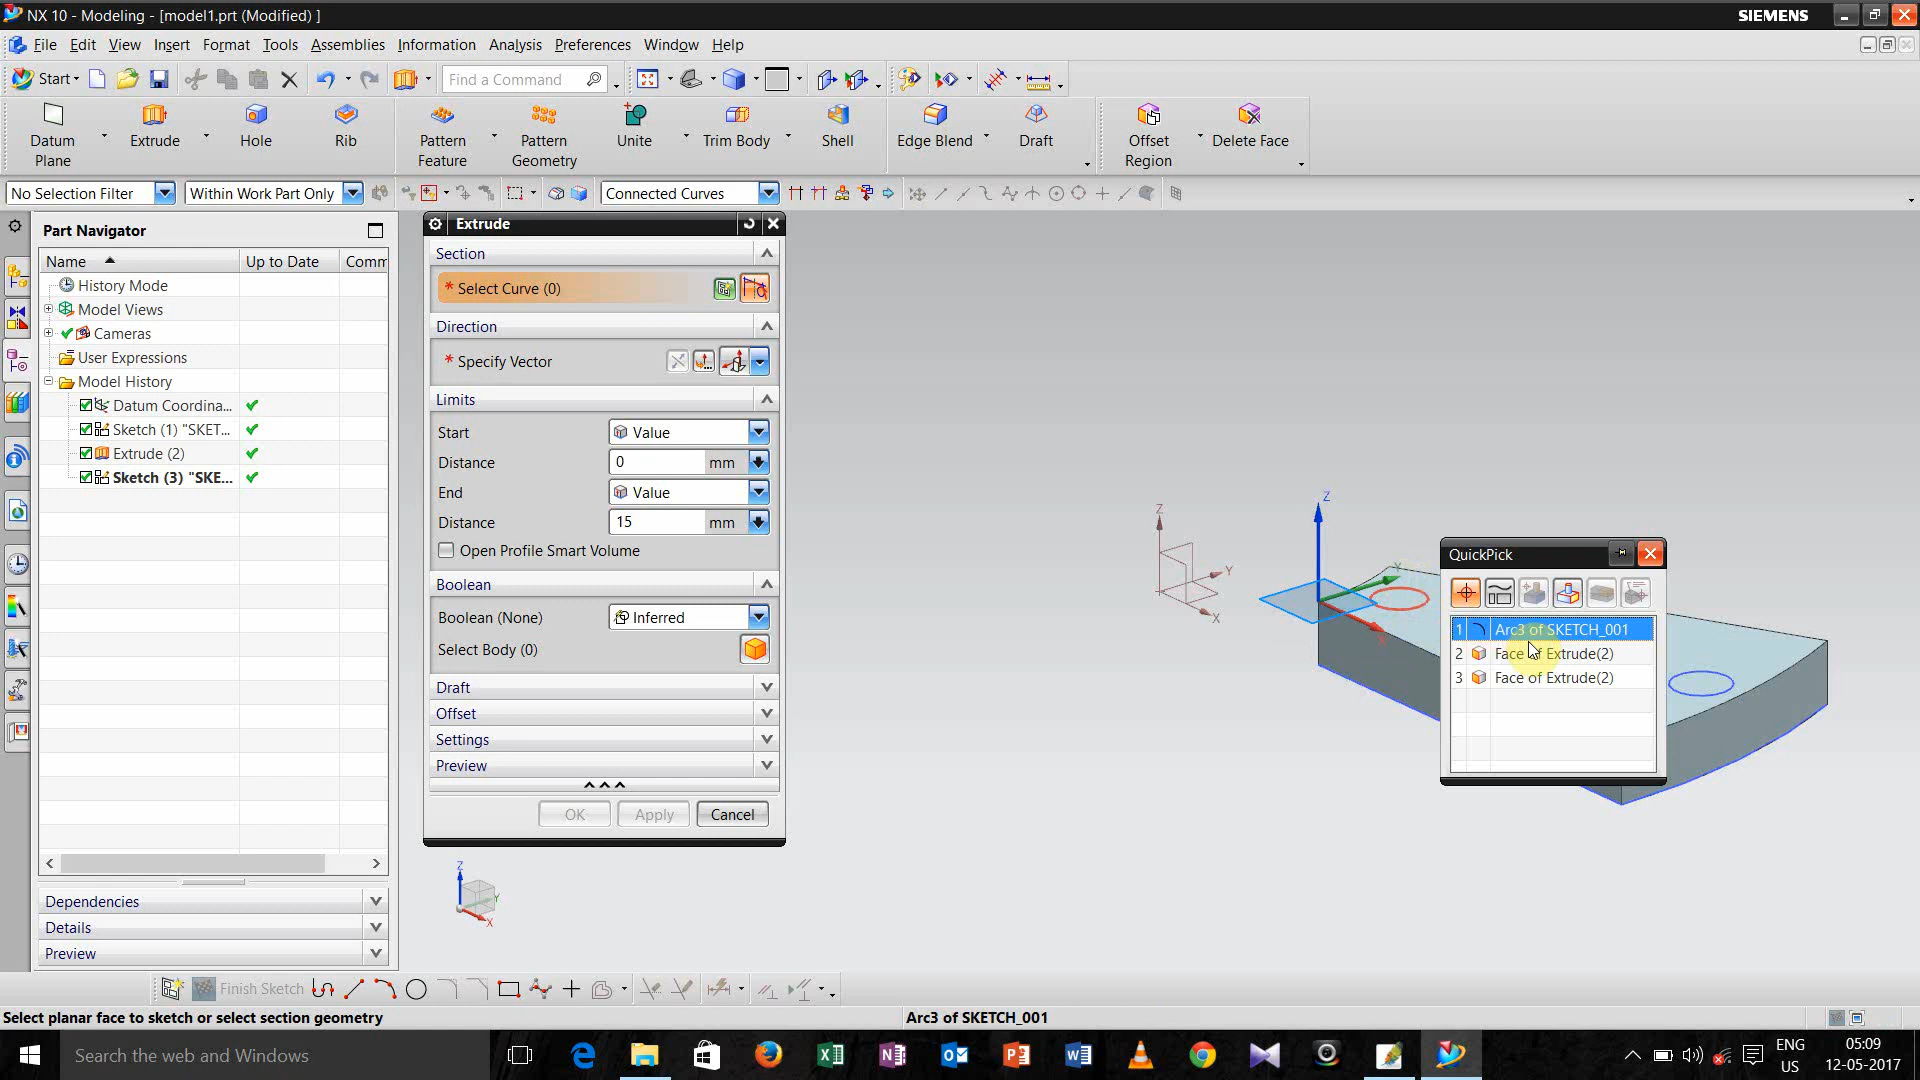 NX 10 - Modeling - [model1.prt (Modified) ]
SIEMENS
File Edit View Insert Format Tools Assemblies Information Analysis Preferences Window Help
Start Find a Command
Datum Plane Extrude Hole Rib Pattern Feature Pattern Geometry Unite Trim Body Shell Edge Blend Draft Offset Region Delete Face
No Selection Filter Within Work Part Only Connected Curves
Part Navigator
Name Up to Date Comm
History Mode
Model Views
Cameras
User Expressions
Model History
Datum Coordina...
Sketch (1) "SKET...
Extrude (2)
Sketch (3) "SKE...
Dependencies
Details
Preview
Extrude
Section
* Select Curve (0)
Direction
* Specify Vector
Limits
Start Value
Distance 0 mm
End Value
Distance 15 mm
Open Profile Smart Volume
Boolean
Boolean (None) Inferred
Select Body (0)
Draft
Offset
Settings
Preview
OK Apply Cancel
Z
Y
X
Z
Y
X
QuickPick
1 Arc3 of SKETCH_001
2 Face of Extrude(2)
3 Face of Extrude(2)
Z
X
Finish Sketch
Select planar face to sketch or select section geometry
Arc3 of SKETCH_001
Search the web and Windows
ENG
US
05:09
12-05-2017